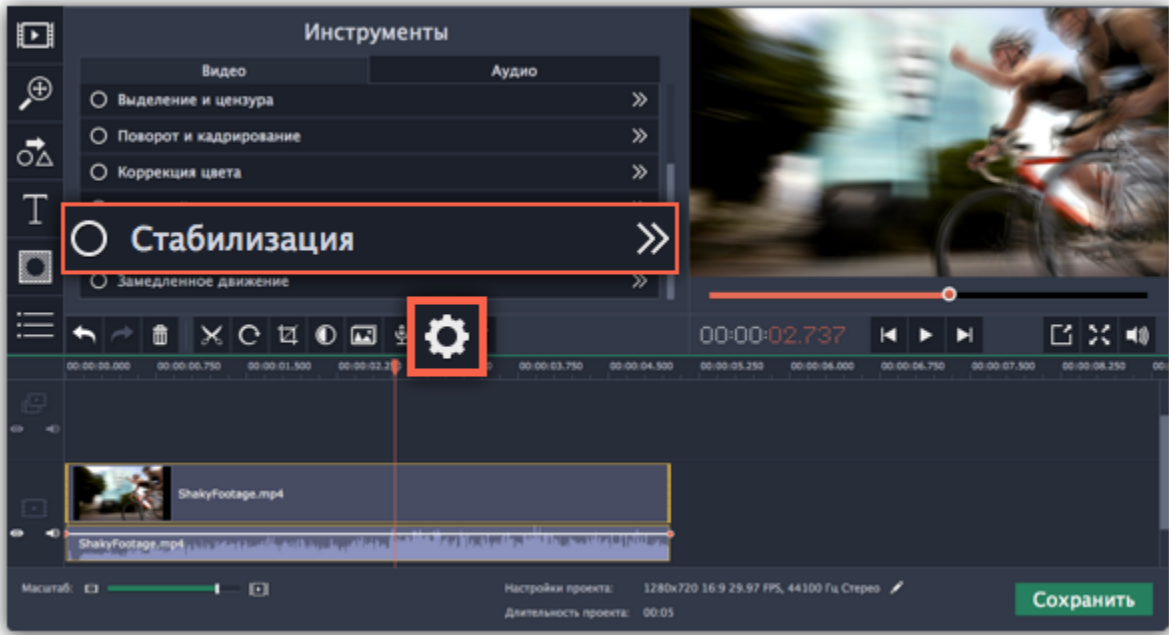 Инструменты
Видео
Аудио
Выделение и цензура
Поворот и кадрирование
Коррекция цвета
Стабилизация
Замедленное движение
00:00:02.737
00:00:00.000 00:00:00.750 00:00:01.500 00:00:03.750 00:00:04.500 00:00:05.250 00:00:06.000 00:00:06.750 00:00:07.500 00:00:08.250
ShakyFootage.mp4
ShakyFootage.mp4
Масштаб:
Настройки проекта: 1280x720 16:9 29.97 FPS, 44100 Гц Стерео
Длительность проекта: 00:05
Сохранить